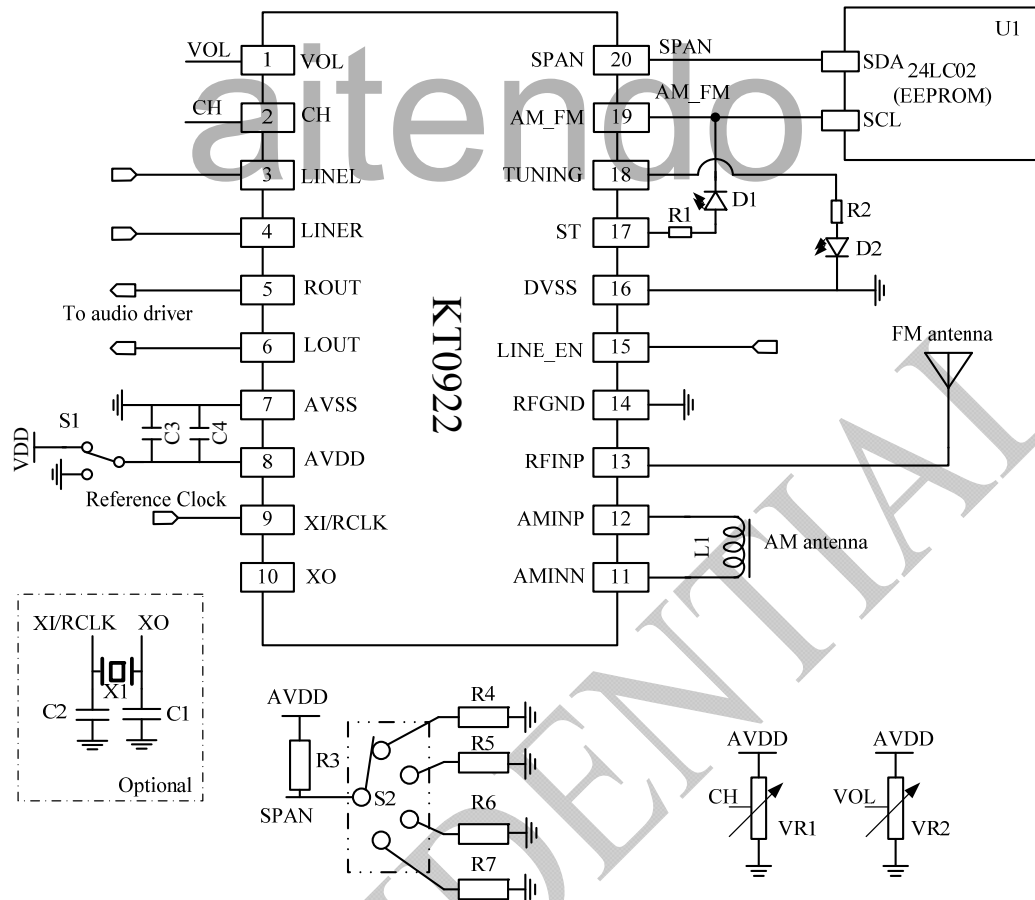 U1
VOL
1
VOL
SPAN
20
SPAN
SDA
24LC02
(EEPROM)
CH
2
CH
AM_FM
19
AM_FM
SCL
aitendo
3
LINEL
TUNING
18
D1
R2
4
LINER
ST
17
R1
D2
5
ROUT
DVSS
16
To audio driver
KT0922
6
LOUT
LINE_EN
15
FM antenna
7
AVSS
RFGND
14
S1
C3
C4
VDD
8
AVDD
RFINP
13
Reference Clock
9
XI/RCLK
AMINP
12
L1
AM antenna
10
XO
AMINN
11
XI/RCLK
XO
X1
C2
C1
Optional
AVDD
R3
SPAN
S2
R4
R5
R6
R7
AVDD
CH
VR1
AVDD
VOL
VR2
IDENTIAL